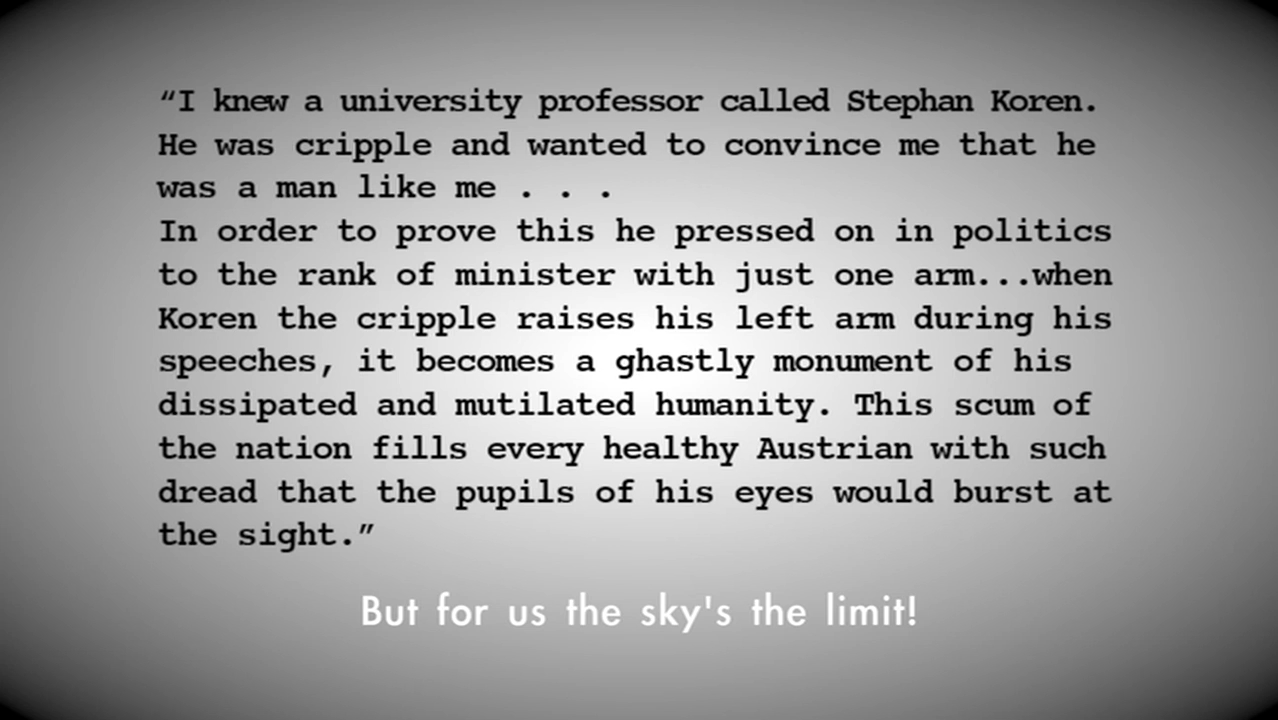 “I knew a university professor called Stephan Koren.
He was cripple and wanted to convince me that he
was a man like me . . .
In order to prove this he pressed on in politics
to the rank of minister with just one arm...when
Koren the cripple raises his left arm during his
speeches, it becomes a ghastly monument of his
dissipated and mutilated humanity. This scum of
the nation fills every healthy Austrian with such
dread that the pupils of his eyes would burst at
the sight.”
But for us the sky's the limit!